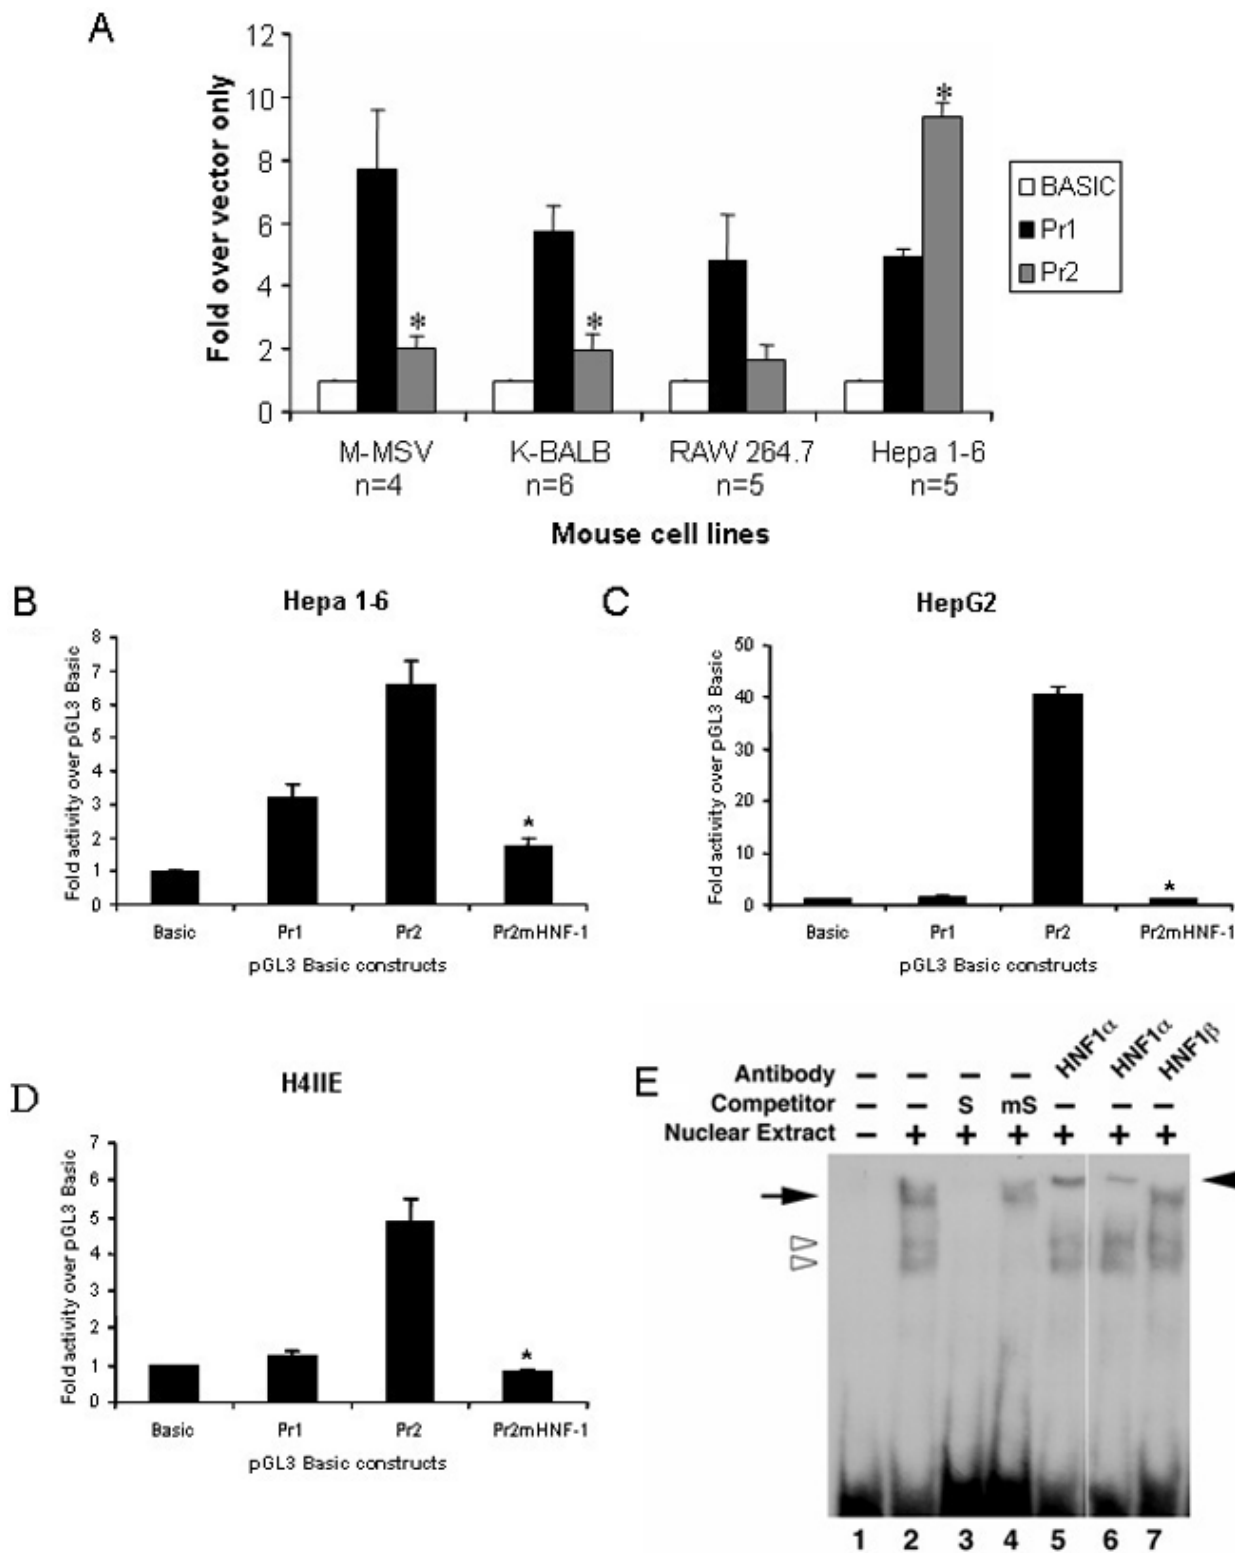 A
12
10
8
6
4
2
0
Fold over vector only
*
*
*
BASIC
Pr1
Pr2
M-MSV K-BALB RAW 264.7 Hepa 1-6
n=4 n=6 n=5 n=5
Mouse cell lines
B
Hepa 1-6
8
7
6
5
4
3
2
1
0
Fold activity over pGL3 Basic
*
Basic Pr1 Pr2 Pr2mHNF-1
pGL3 Basic constructs
C
HepG2
50
40
30
20
10
0
Fold activity over pGL3 Basic
*
Basic Pr1 Pr2 Pr2mHNF-1
pGL3 Basic constructs
D
H4IIE
7
6
5
4
3
2
1
0
Fold activity over pGL3 Basic
*
Basic Pr1 Pr2 Pr2mHNF-1
pGL3 Basic constructs
E
Antibody – – – – HNF1α HNF1α HNF1β
Competitor – – S mS – – –
Nuclear Extract – + + + + + +
1 2 3 4 5 6 7